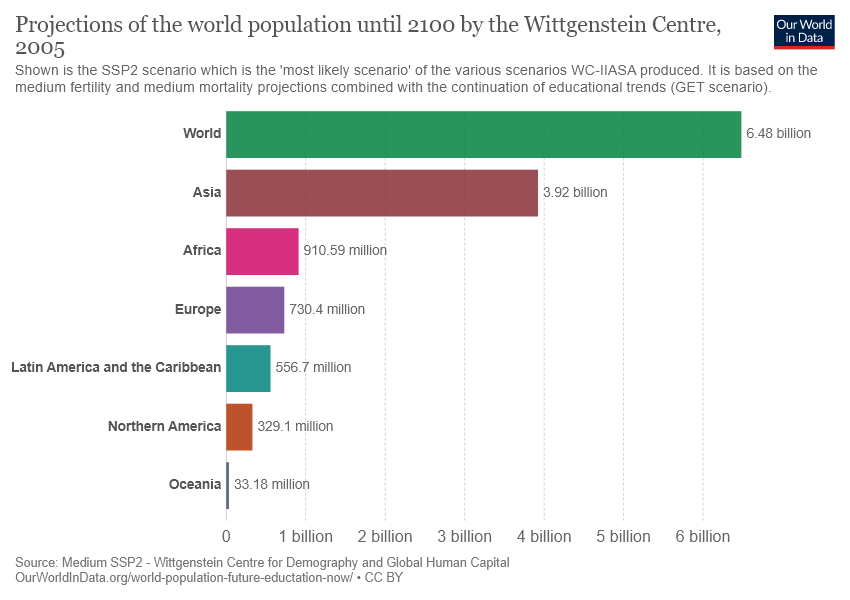 Projections of the world population until 2100 by the Wittgenstein Centre,
2005
Our World
in Data
Shown is the SSP2 scenario which is the 'most likely scenario' of the various scenarios WC-IIASA produced. It is based on the
medium fertility and medium mortality projections combined with the continuation of educational trends (GET scenario).
World 6.48 billion
Asia 3.92 billion
Africa 910.59 million
Europe 730.4 million
Latin America and the Caribbean 556.7 million
Northern America 329.1 million
Oceania 33.18 million
0 1 billion 2 billion 3 billion 4 billion 5 billion 6 billion
Source: Medium SSP2 - Wittgenstein Centre for Demography and Global Human Capital
OurWorldInData.org/world-population-future-eductation-now/ • CC BY